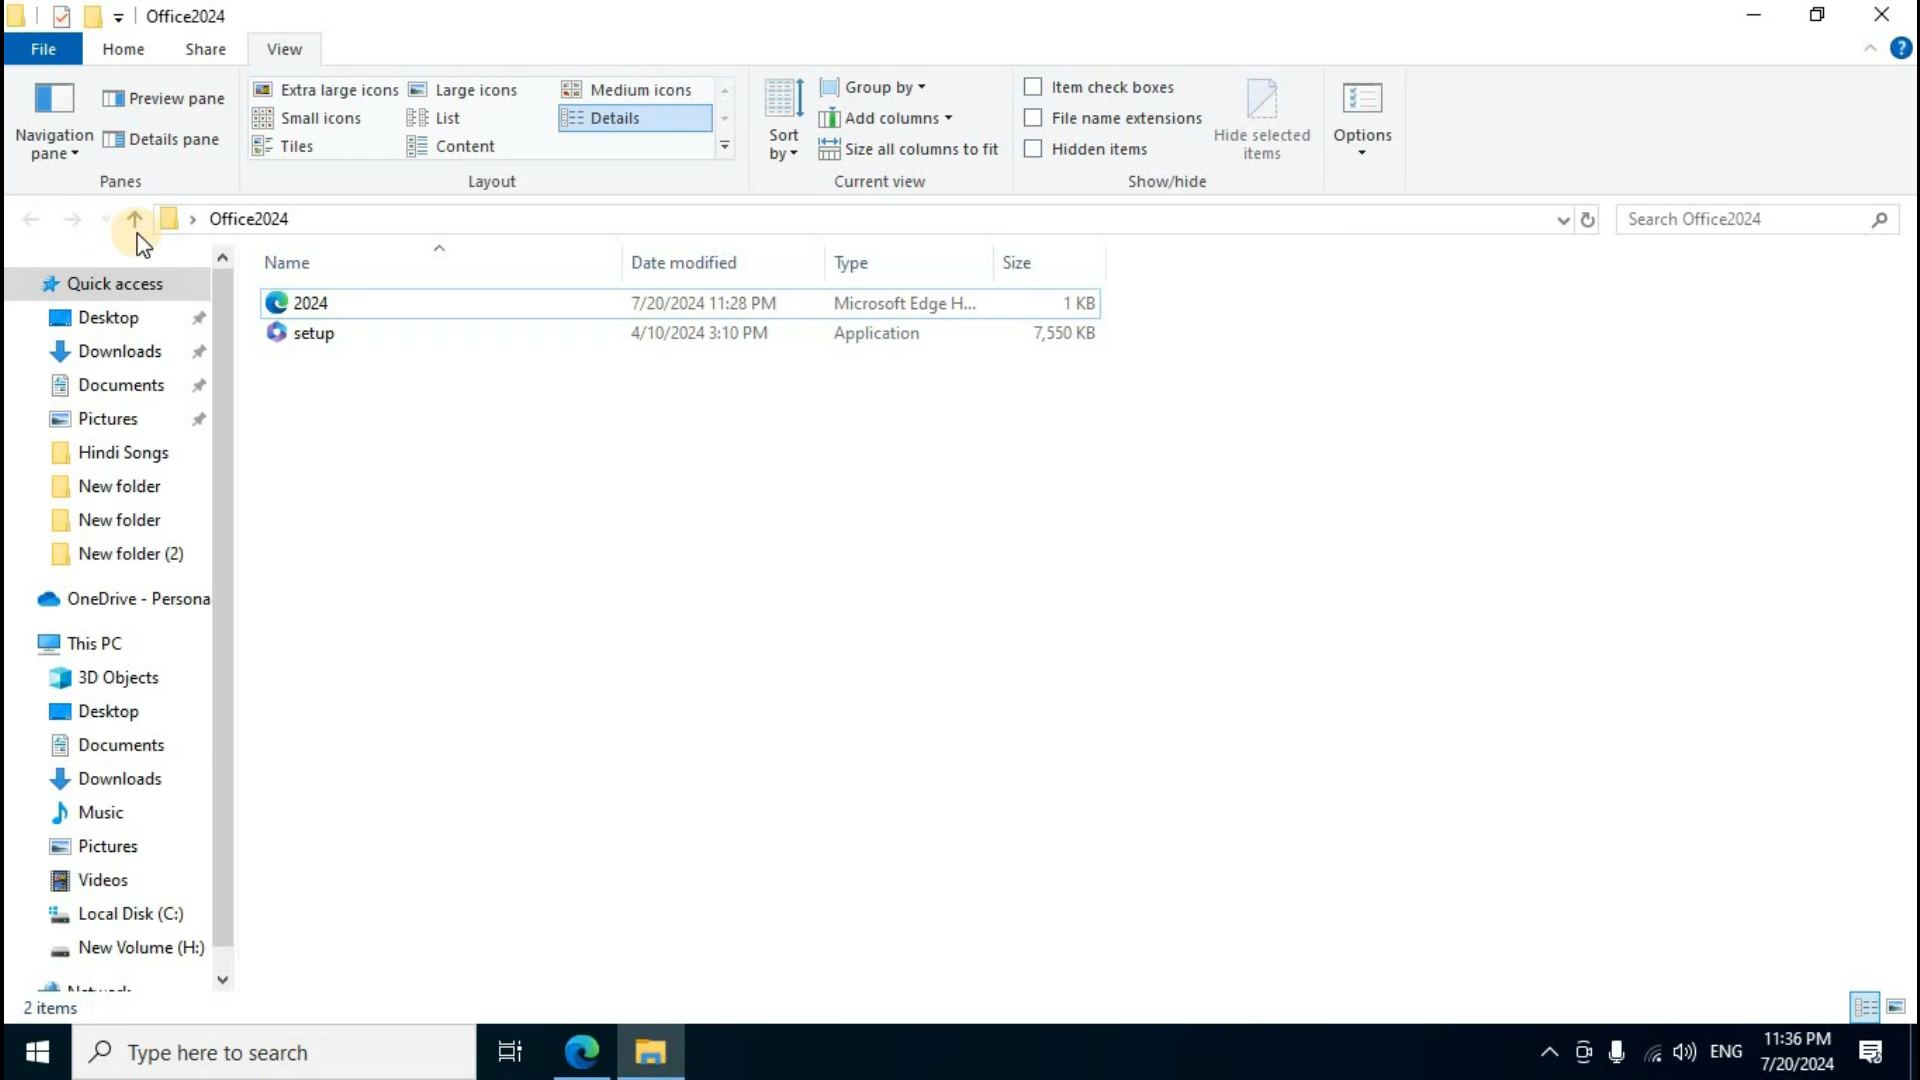 Office2024
File Home Share View
Navigation pane
Preview pane
Details pane
Panes
Extra large icons Large icons Medium icons
Small icons List Details
Tiles Content
Layout
Sort by
Group by
Add columns
Size all columns to fit
Current view
Item check boxes
File name extensions
Hidden items
Hide selected items
Show/hide
Options
Office2024
Search Office2024
Name Date modified Type Size
2024 7/20/2024 11:28 PM Microsoft Edge H... 1 KB
setup 4/10/2024 3:10 PM Application 7,550 KB
Quick access
Desktop
Downloads
Documents
Pictures
Hindi Songs
New folder
New folder
New folder (2)
OneDrive - Persona
This PC
3D Objects
Desktop
Documents
Downloads
Music
Pictures
Videos
Local Disk (C:)
New Volume (H:)
Network
2 items
Type here to search
ENG
11:36 PM
7/20/2024